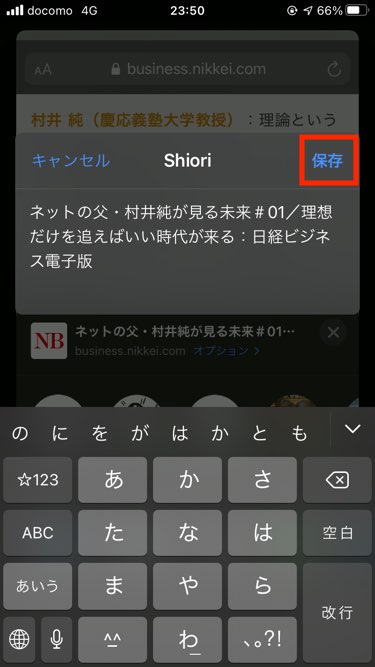 docomo 4G 23:50 66%
AA business.nikkei.com
村井 純（慶応義塾大学教授）：理論という
キャンセル Shiori 保存
ネットの父・村井純が見る未来＃01／理想
だけを追えばいい時代が来る：日経ビジネ
ス電子版
NB ネットの父・村井純が見る未来＃01…
business.nikkei.com オプション >
の に を が は か と も
☆123 あ か さ
ABC た な は 空白
あいう ま や ら
^^ わ_ 、。?! 改行